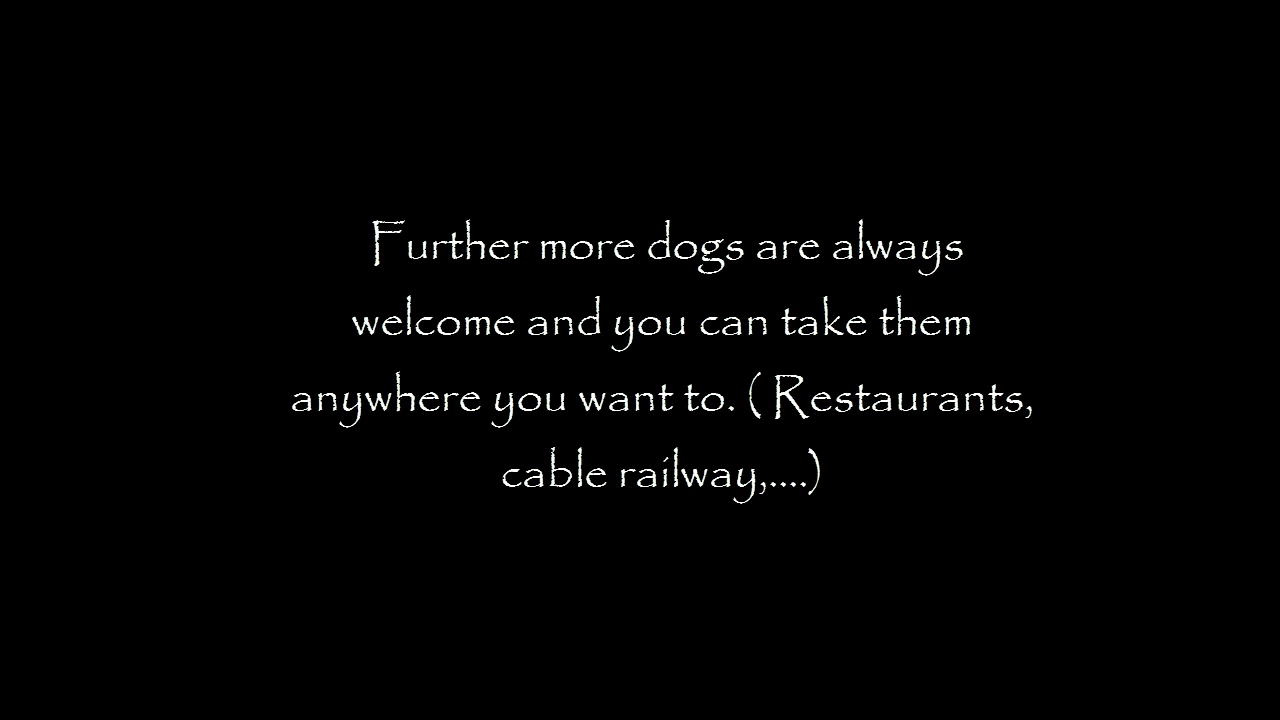 Further more dogs are always
welcome and you can take them
anywhere you want to. ( Restaurants,
cable railway,....)